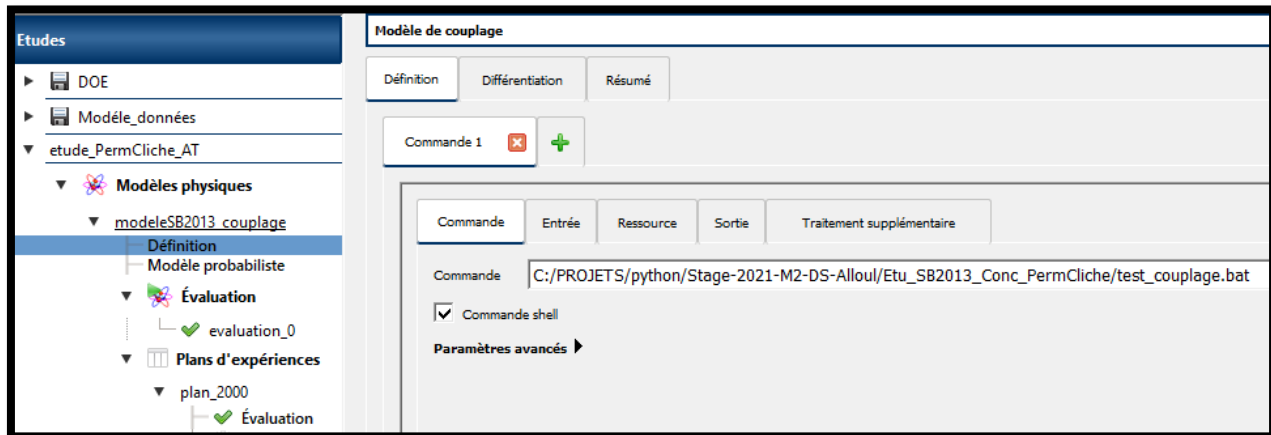 Etudes
DOE
Modéle_données
etude_PermCliche_AT
Modèles physiques
modeleSB2013_couplage
Définition
Modèle probabiliste
Évaluation
evaluation_0
Plans d'expériences
plan_2000
Évaluation
Modèle de couplage
Définition Différentiation Résumé
Commande 1
Commande Entrée Ressource Sortie Traitement supplémentaire
Commande C:/PROJETS/python/Stage-2021-M2-DS-Alloul/Etu_SB2013_Conc_PermCliche/test_couplage.bat
Commande shell
Paramètres avancés